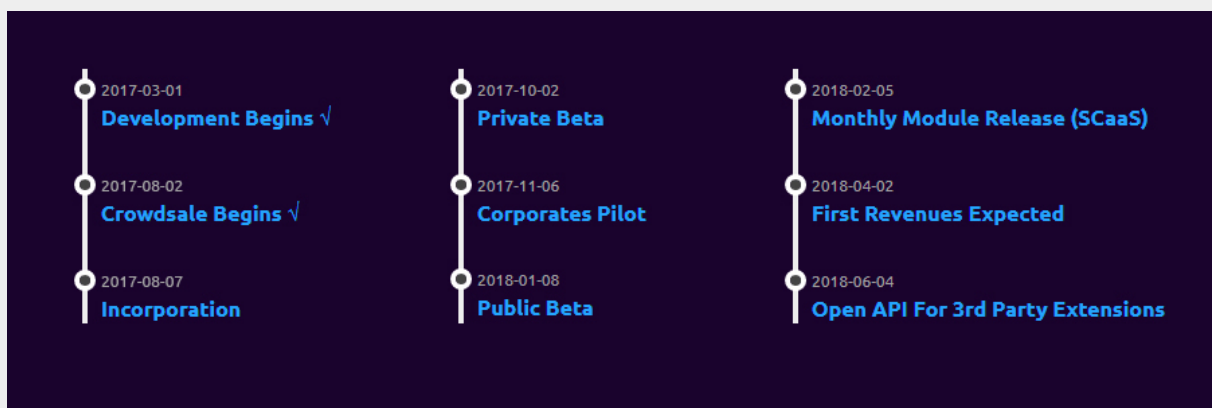 2017-03-01
Development Begins √
2017-08-02
Crowdsale Begins √
2017-08-07
Incorporation
2017-10-02
Private Beta
2017-11-06
Corporates Pilot
2018-01-08
Public Beta
2018-02-05
Monthly Module Release (SCaaS)
2018-04-02
First Revenues Expected
2018-06-04
Open API For 3rd Party Extensions